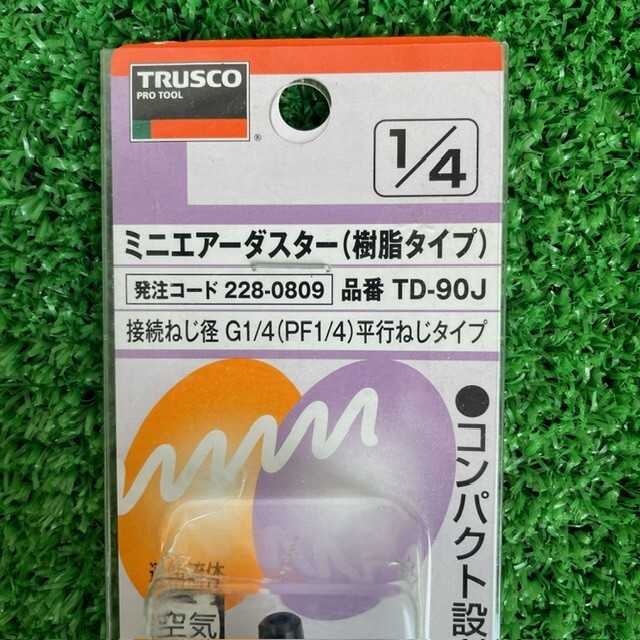 TRUSCO
PRO TOOL
®
1/4
ミニエアーダスター(樹脂タイプ)
発注コード 228-0809 品番 TD-90J
接続ねじ径 G1/4(PF1/4)平行ねじタイプ
●コンパクト設
空気